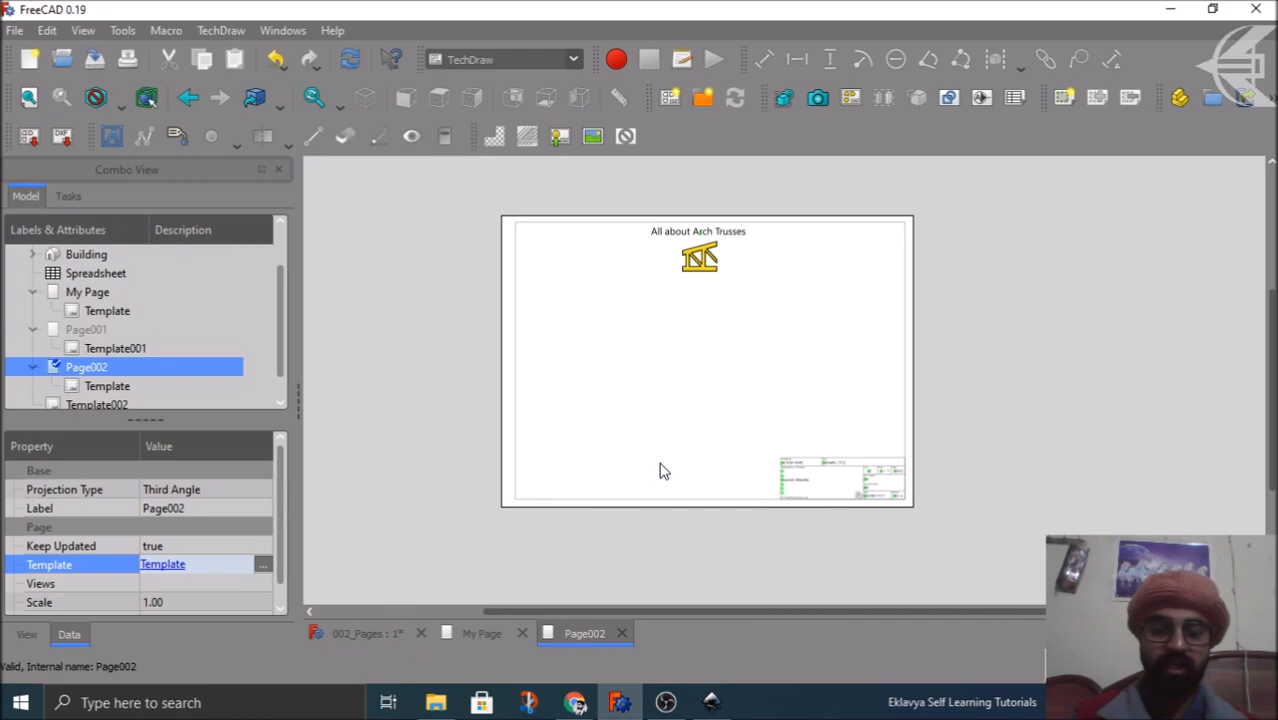 FreeCAD 0.19
File Edit View Tools Macro TechDraw Windows Help
TechDraw
Combo View
Model Tasks
Labels & Attributes Description
Building
Spreadsheet
My Page
Template
Page001
Template001
Page002
Template
Template002
Property Value
Base
Projection Type Third Angle
Label Page002
Page
Keep Updated true
Template Template ...
Views
Scale 1.00
View Data
All about Arch Trusses
002_Pages : 1* My Page Page002
Valid, Internal name: Page002
Type here to search
Eklavya Self Learning Tutorials